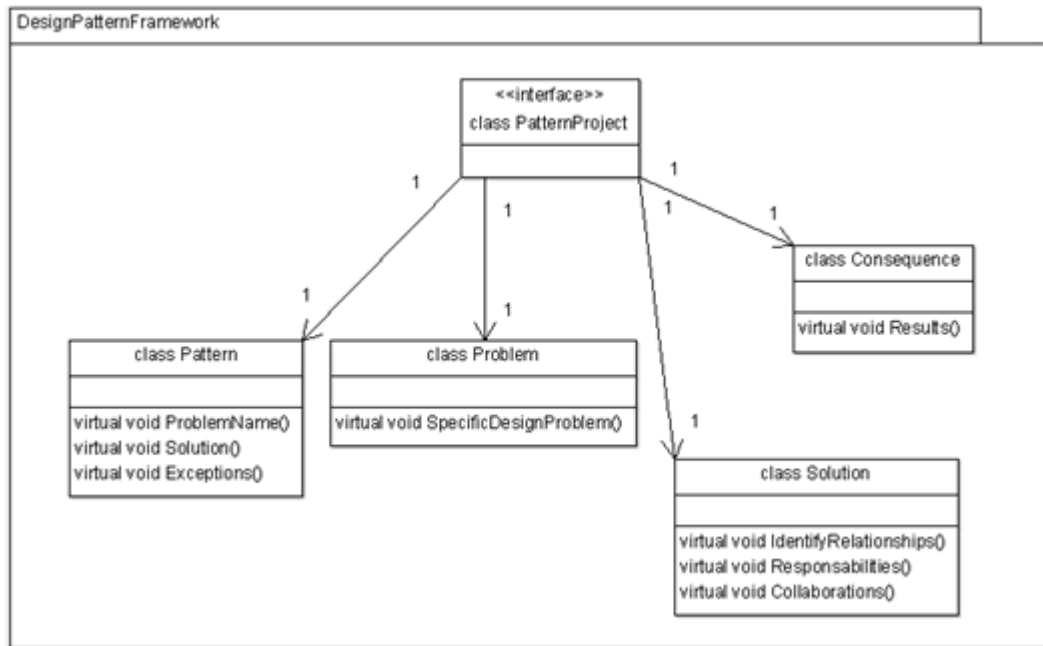 DesignPatternFramework
<<interface>>
class PatternProject
1
1
1
1
1
1
1
1
class Consequence
virtual void Results()
class Pattern
virtual void ProblemName()
virtual void Solution()
virtual void Exceptions()
class Problem
virtual void SpecificDesignProblem()
class Solution
virtual void IdentifyRelationships()
virtual void Responsabilities()
virtual void Collaborations()